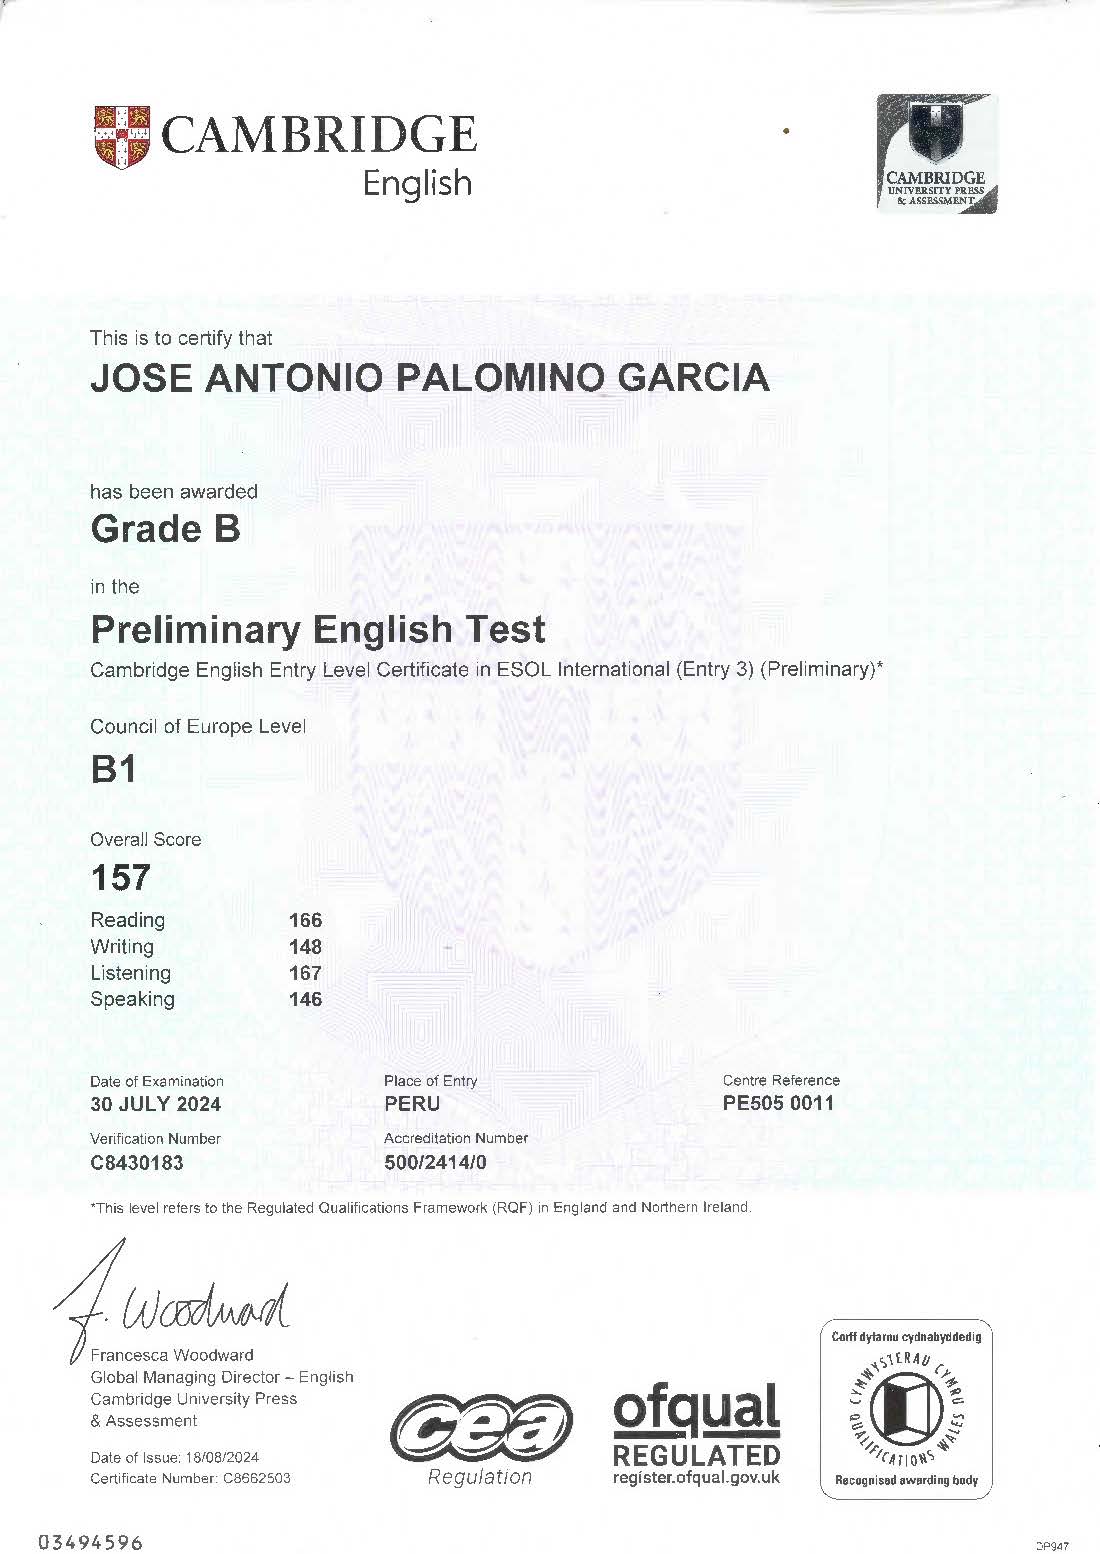 CAMBRIDGE
English
CAMBRIDGE
UNIVERSITY PRESS
& ASSESSMENT
This is to certify that
JOSE ANTONIO PALOMINO GARCIA
has been awarded
Grade B
in the
Preliminary English Test
Cambridge English Entry Level Certificate in ESOL International (Entry 3) (Preliminary)*
Council of Europe Level
B1
Overall Score
157
Reading 166
Writing 148
Listening 167
Speaking 146
Date of Examination Place of Entry Centre Reference
30 JULY 2024 PERU PE505 0011
Verification Number Accreditation Number
C8430183 500/2414/0
*This level refers to the Regulated Qualifications Framework (RQF) in England and Northern Ireland.
F. Woodward
Francesca Woodward
Global Managing Director – English
Cambridge University Press
& Assessment
Date of Issue: 18/08/2024
Certificate Number: C8662503
cea
Regulation
ofqual
REGULATED
register.ofqual.gov.uk
Corff dyfarnu cydnabyddedig
CYMWYSTERAU CYMRU
QUALIFICATIONS WALES
Recognised awarding body
03494596
DP947